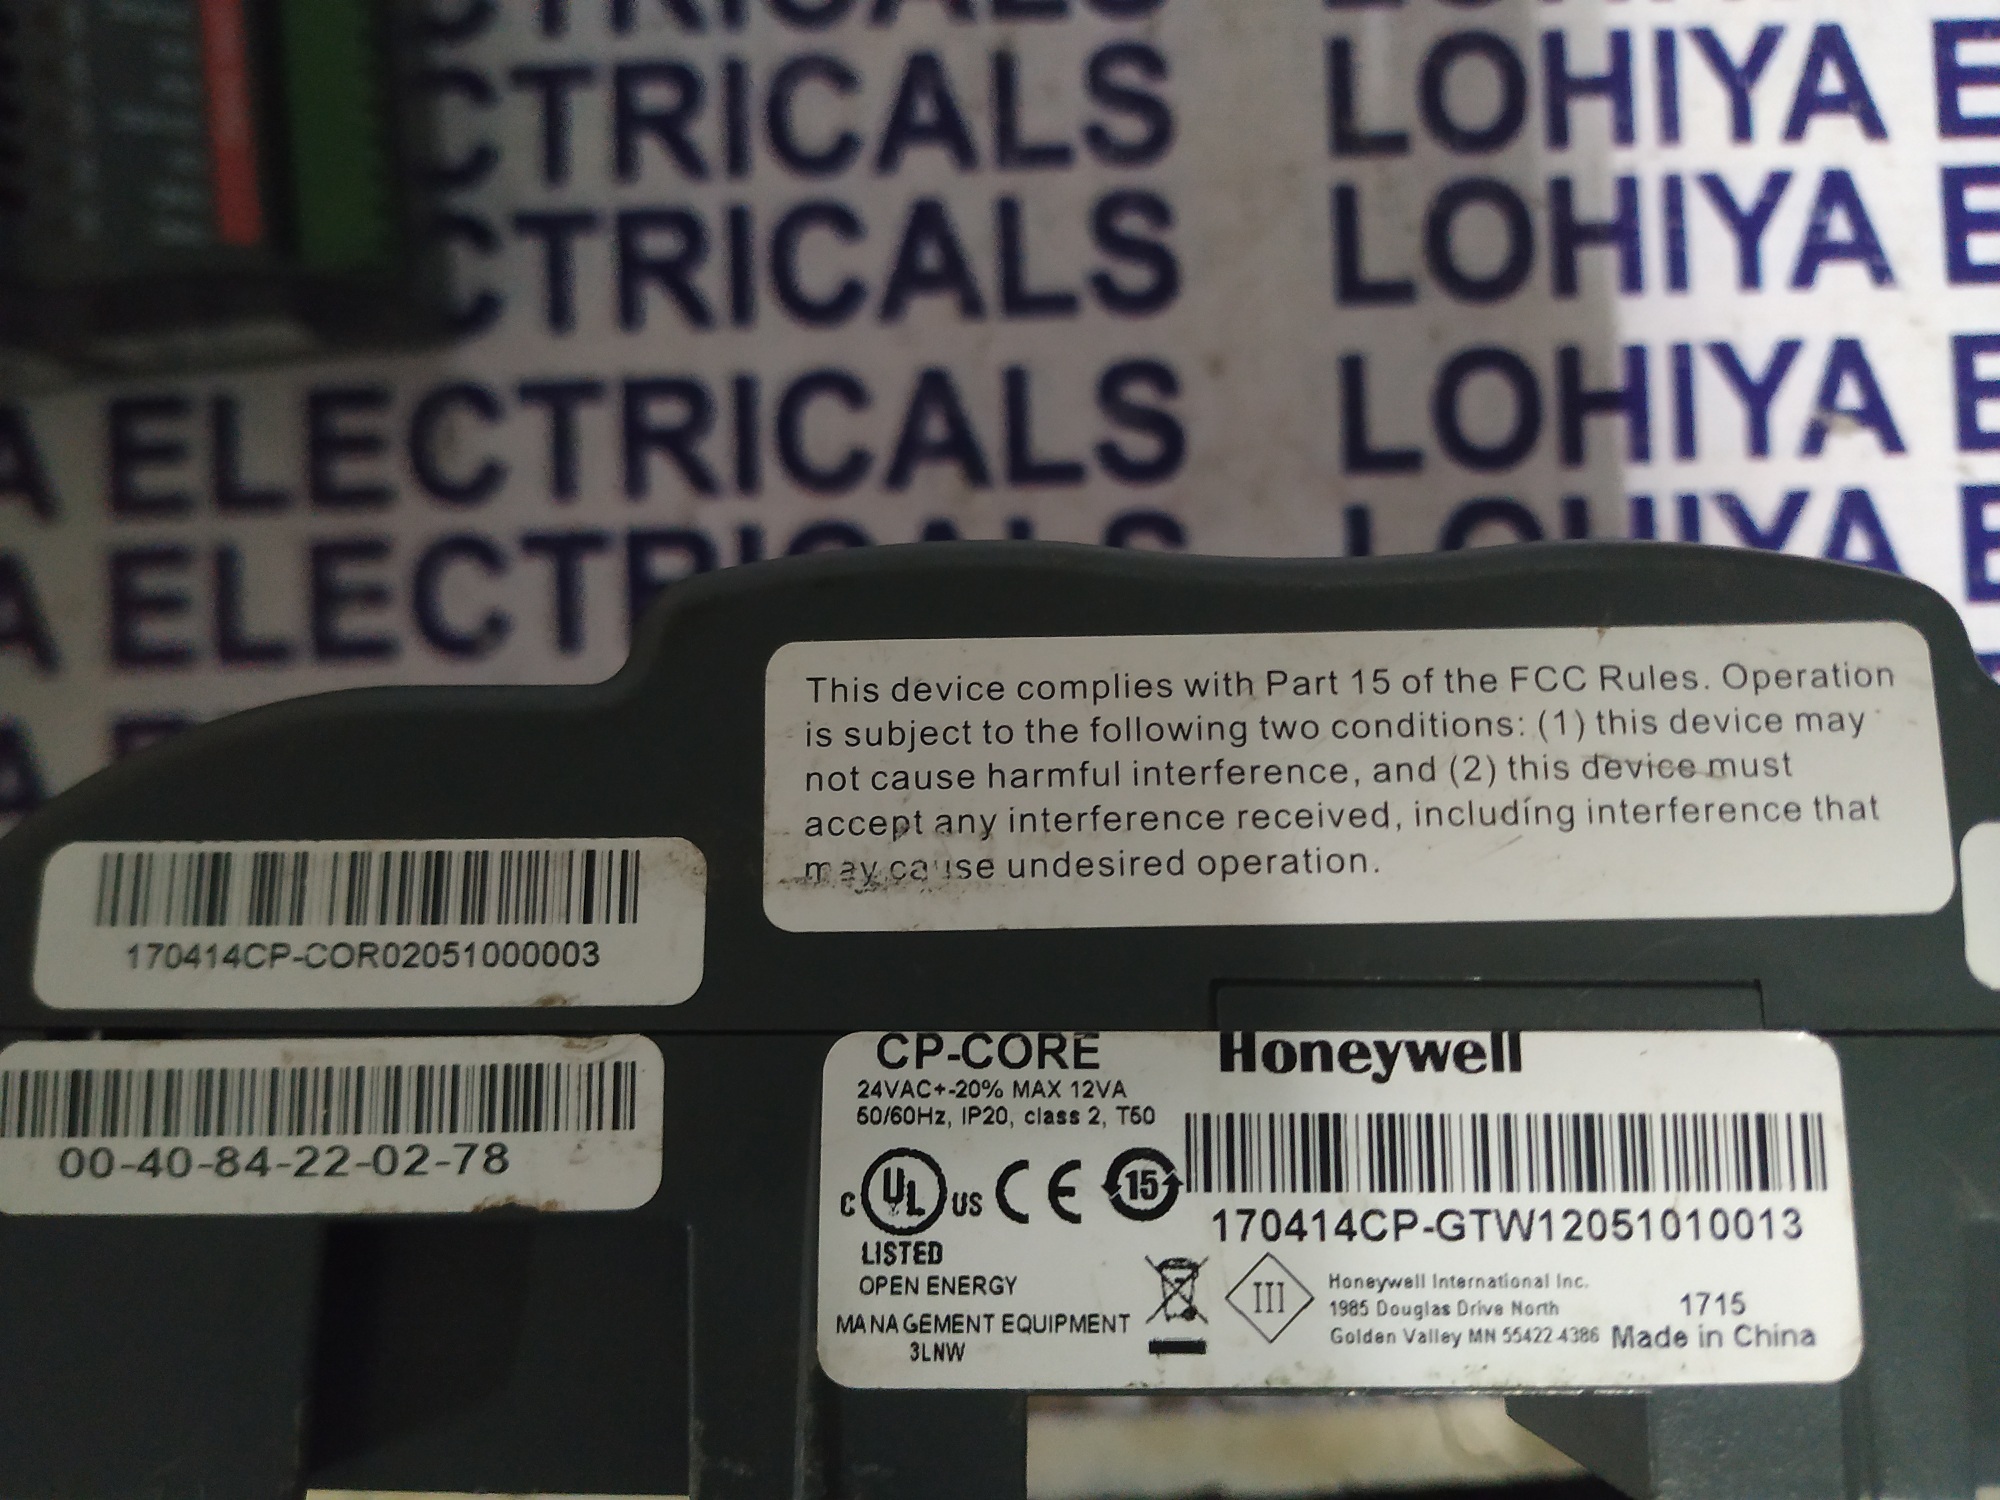 CTRICALS LOHIYA E
CTRICALS LOHIYA E
A ELECTRICALS LOHIYA E
A ELECTRICALS LOHIYA E
This device complies with Part 15 of the FCC Rules. Operation
is subject to the following two conditions: (1) this device may
not cause harmful interference, and (2) this device must
accept any interference received, including interference that
may cause undesired operation.
170414CP-COR02051000003
00-40-84-22-02-78
CP-CORE
24VAC+-20% MAX 12VA
50/60Hz, IP20, class 2, T50
C UL US CE 15
LISTED
OPEN ENERGY
MANAGEMENT EQUIPMENT
3LNW
Honeywell
170414CP-GTW12051010013
III
Honeywell International Inc.
1985 Douglas Drive North
Golden Valley MN 55422-4386
1715
Made in China